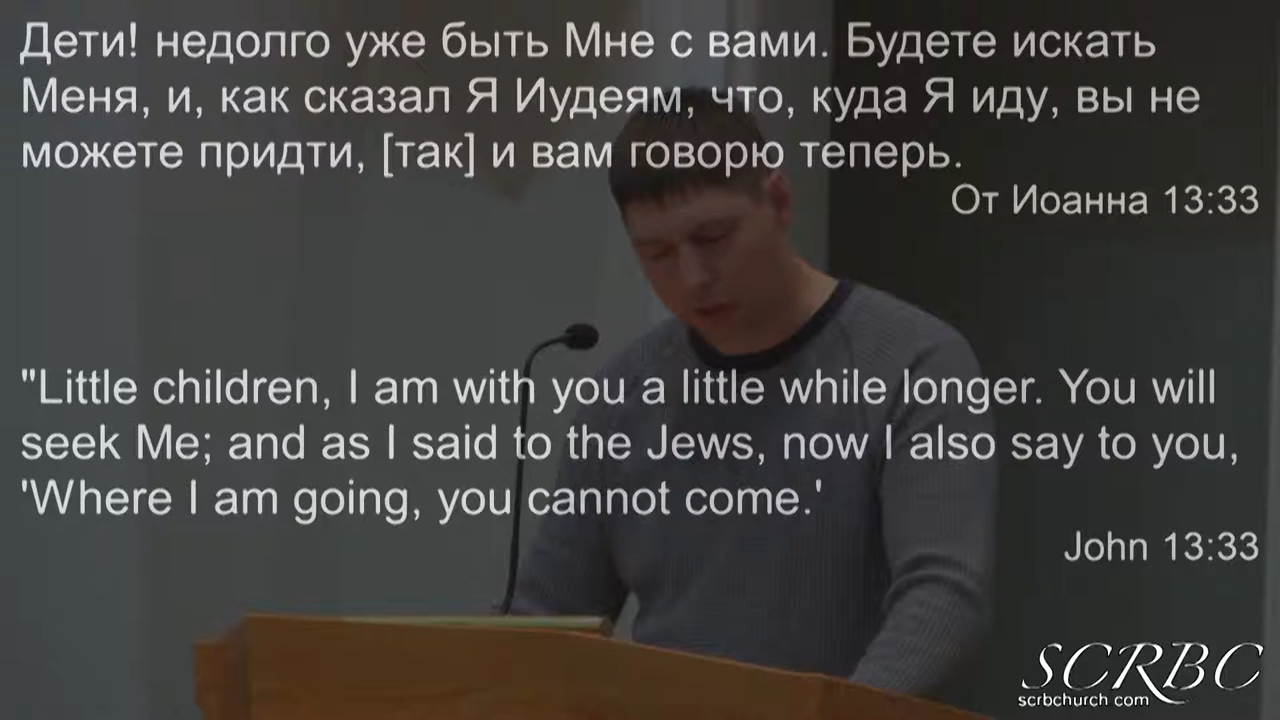 Дети! недолго уже быть Мне с вами. Будете искать
Меня, и, как сказал Я Иудеям, что, куда Я иду, вы не
можете придти, [так] и вам говорю теперь.
От Иоанна 13:33
"Little children, I am with you a little while longer. You will
seek Me; and as I said to the Jews, now I also say to you,
'Where I am going, you cannot come.'
John 13:33
SCRBC
scrbchurch com